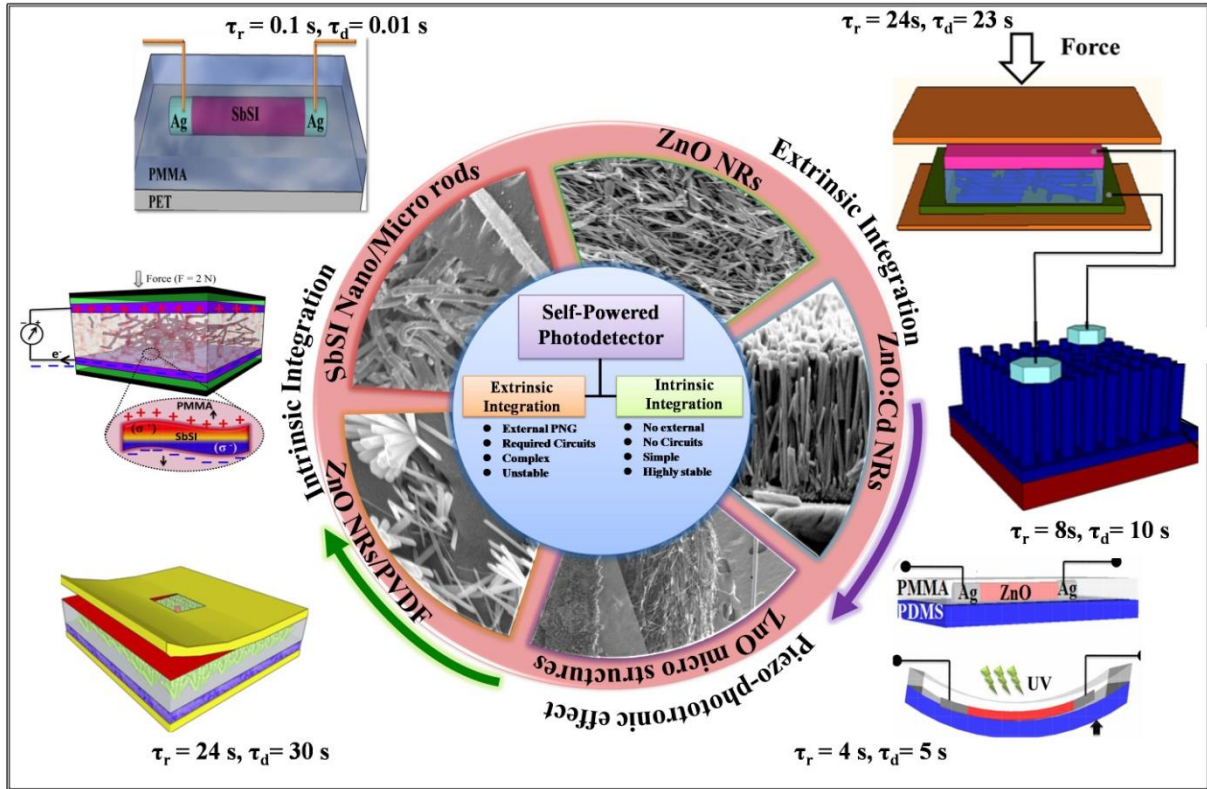 τr = 0.1 s, τd= 0.01 s
Ag
SbSI
Ag
PMMA
PET
τr = 24s, τd= 23 s
Force
ZnO NRs
Extrinsic Integration
ZnO:Cd NRs
SbSI Nano/Micro rods
Intrinsic Integration
ZnO NRs/PVDF
ZnO micro structures
Piezo-phototronic effect
Self-Powered
Photodetector
Extrinsic
Integration
External PNG
Required Circuits
Complex
Unstable
Intrinsic
Integration
No external
No Circuits
Simple
Highly stable
Force (F = 2 N)
e-
PMMA
(σ+)
SbSI
(σ-)
τr = 8s, τd= 10 s
PMMA
Ag
ZnO
Ag
PDMS
UV
τr = 4 s, τd= 5 s
τr = 24 s, τd= 30 s